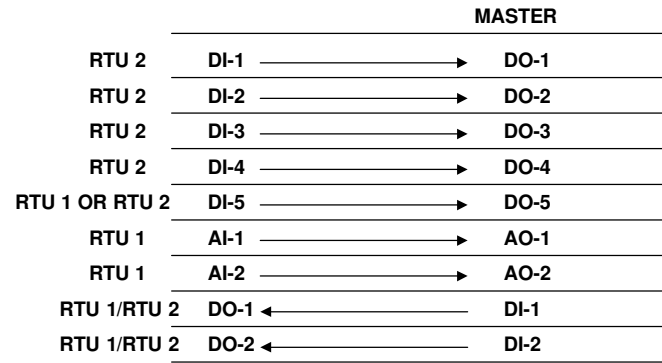 MASTER
RTU 2 DI-1 DO-1
RTU 2 DI-2 DO-2
RTU 2 DI-3 DO-3
RTU 2 DI-4 DO-4
RTU 1 OR RTU 2 DI-5 DO-5
RTU 1 AI-1 AO-1
RTU 1 AI-2 AO-2
RTU 1/RTU 2 DO-1 DI-1
RTU 1/RTU 2 DO-2 DI-2